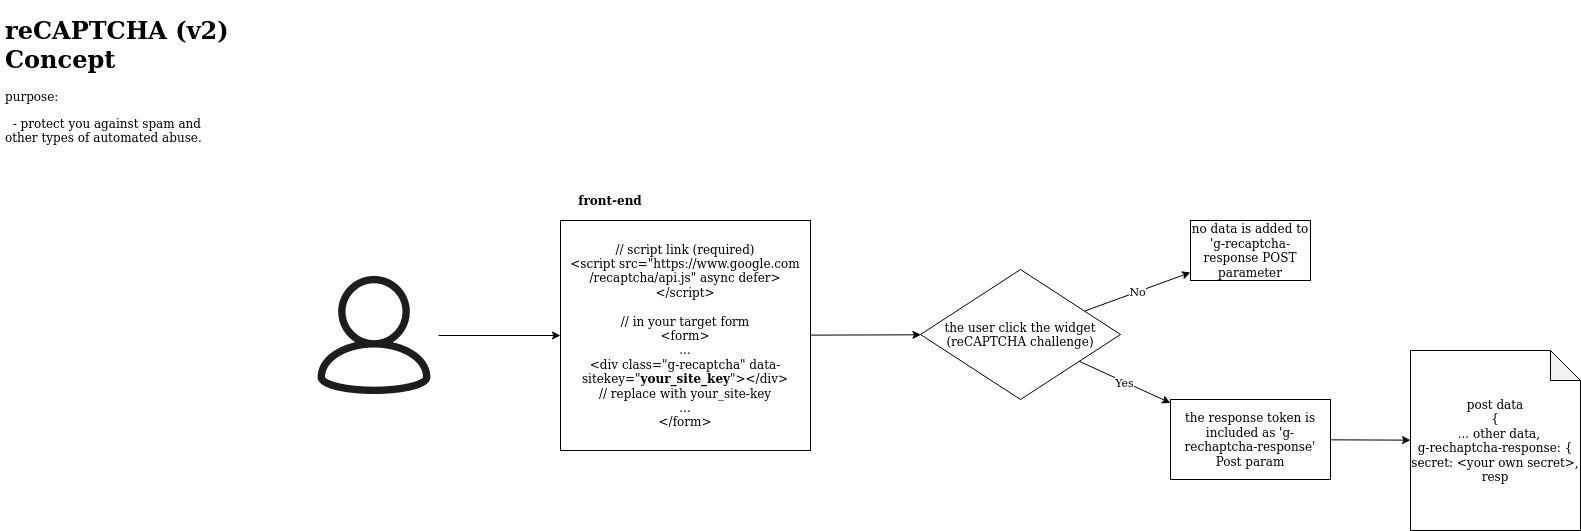 reCAPTCHA (v2)
Concept
purpose:
- protect you against spam and
other types of automated abuse.
front-end
// script link (required)
<script src="https://www.google.com
/recaptcha/api.js" async defer>
</script>
// in your target form
<form>
...
<div class="g-recaptcha" data-
sitekey="your_site_key"></div>
// replace with your_site-key
...
</form>
the user click the widget
(reCAPTCHA challenge)
No
no data is added to
'g-recaptcha-
response POST
parameter
Yes
the response token is
included as 'g-
rechaptcha-response'
Post param
post data
{
... other data,
g-rechaptcha-response: {
secret: <your own secret>,
resp